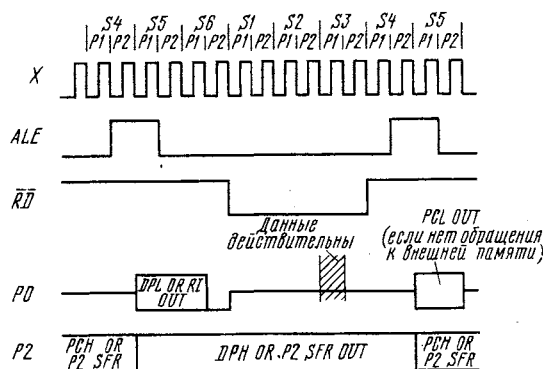 S4 S5 S6 S1 S2 S3 S4 S5
P1 P2 P1 P2 P1 P2 P1 P2 P1 P2 P1 P2 P1 P2 P1 P2
X
ALE
RD
Данные
действительны
PCL OUT
(если нет обращения
к внешней памяти)
P0
DPL OR RI
OUT
P2
PCH OR
P2 SFR
DPH OR P2 SFR OUT
PCH OR
P2 SFR